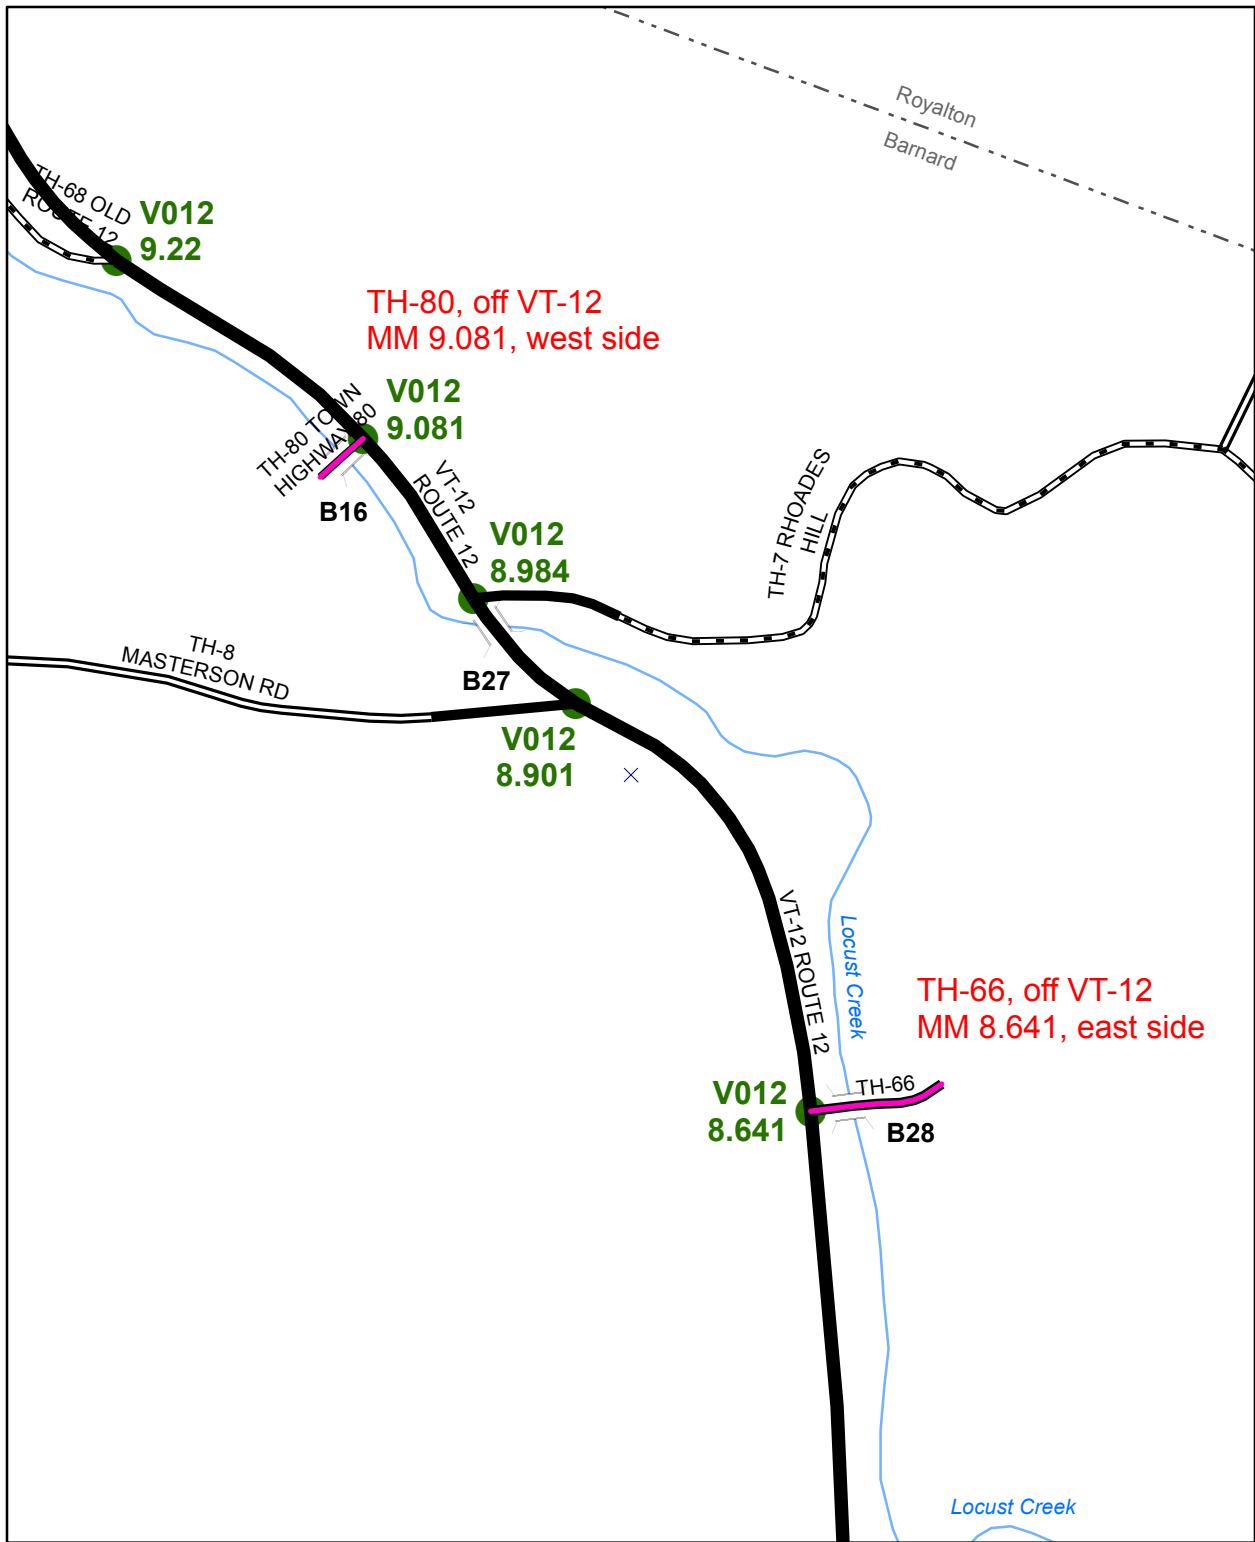 Royalton
Barnard
TH-68 OLD
ROUTE 12
V012
9.22
TH-80, off VT-12
MM 9.081, west side
V012
9.081
TH-80 TOWN
HIGHWAY 80
B16
VT-12
ROUTE 12
V012
8.984
TH-7 RHOADES
HILL
TH-8
MASTERSON RD
B27
V012
8.901
VT-12 ROUTE 12
Locust Creek
TH-66, off VT-12
MM 8.641, east side
V012
8.641
TH-66
B28
Locust Creek